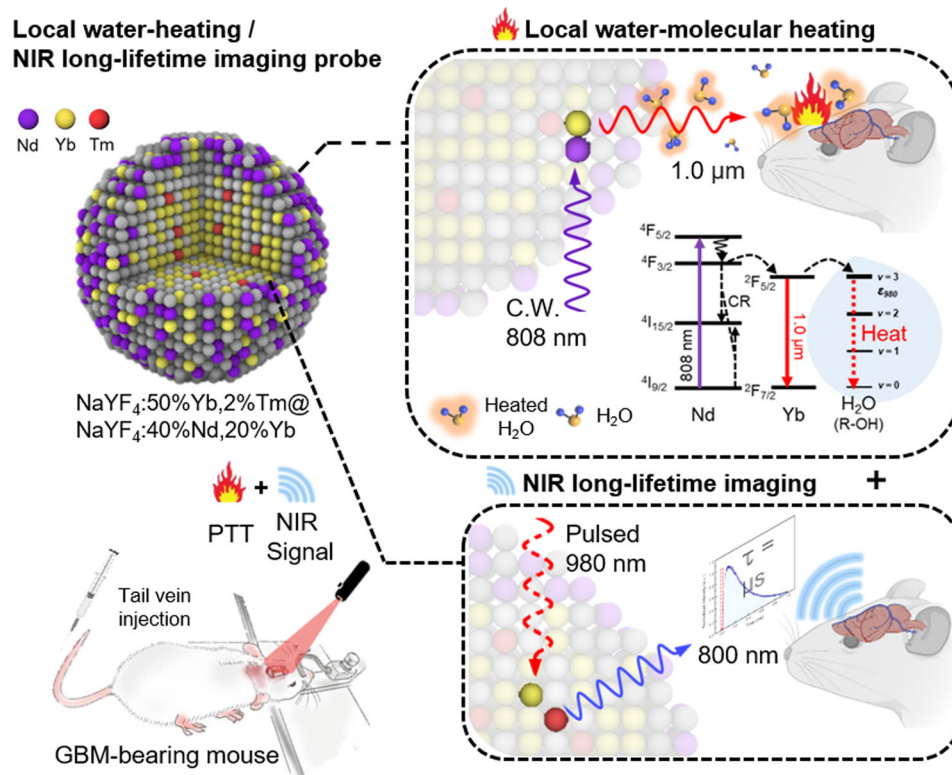 Local water-heating /
NIR long-lifetime imaging probe
Nd Yb Tm
NaYF₄:50%Yb,2%Tm@
NaYF₄:40%Nd,20%Yb
PTT + NIR
Signal
Tail vein
injection
GBM-bearing mouse
Local water-molecular heating
1.0 μm
C.W.
808 nm
Heated
H₂O
H₂O
⁴F₅/₂
⁴F₃/₂
⁴I₁₅/₂
⁴I₉/₂
808 nm
CR
Nd
²F₅/₂
1.0 μm
²F₇/₂
Yb
v = 3
ε₉₈₀
v = 2
Heat
v = 1
v = 0
H₂O
(R-OH)
NIR long-lifetime imaging +
Pulsed
980 nm
τ =
μs
800 nm